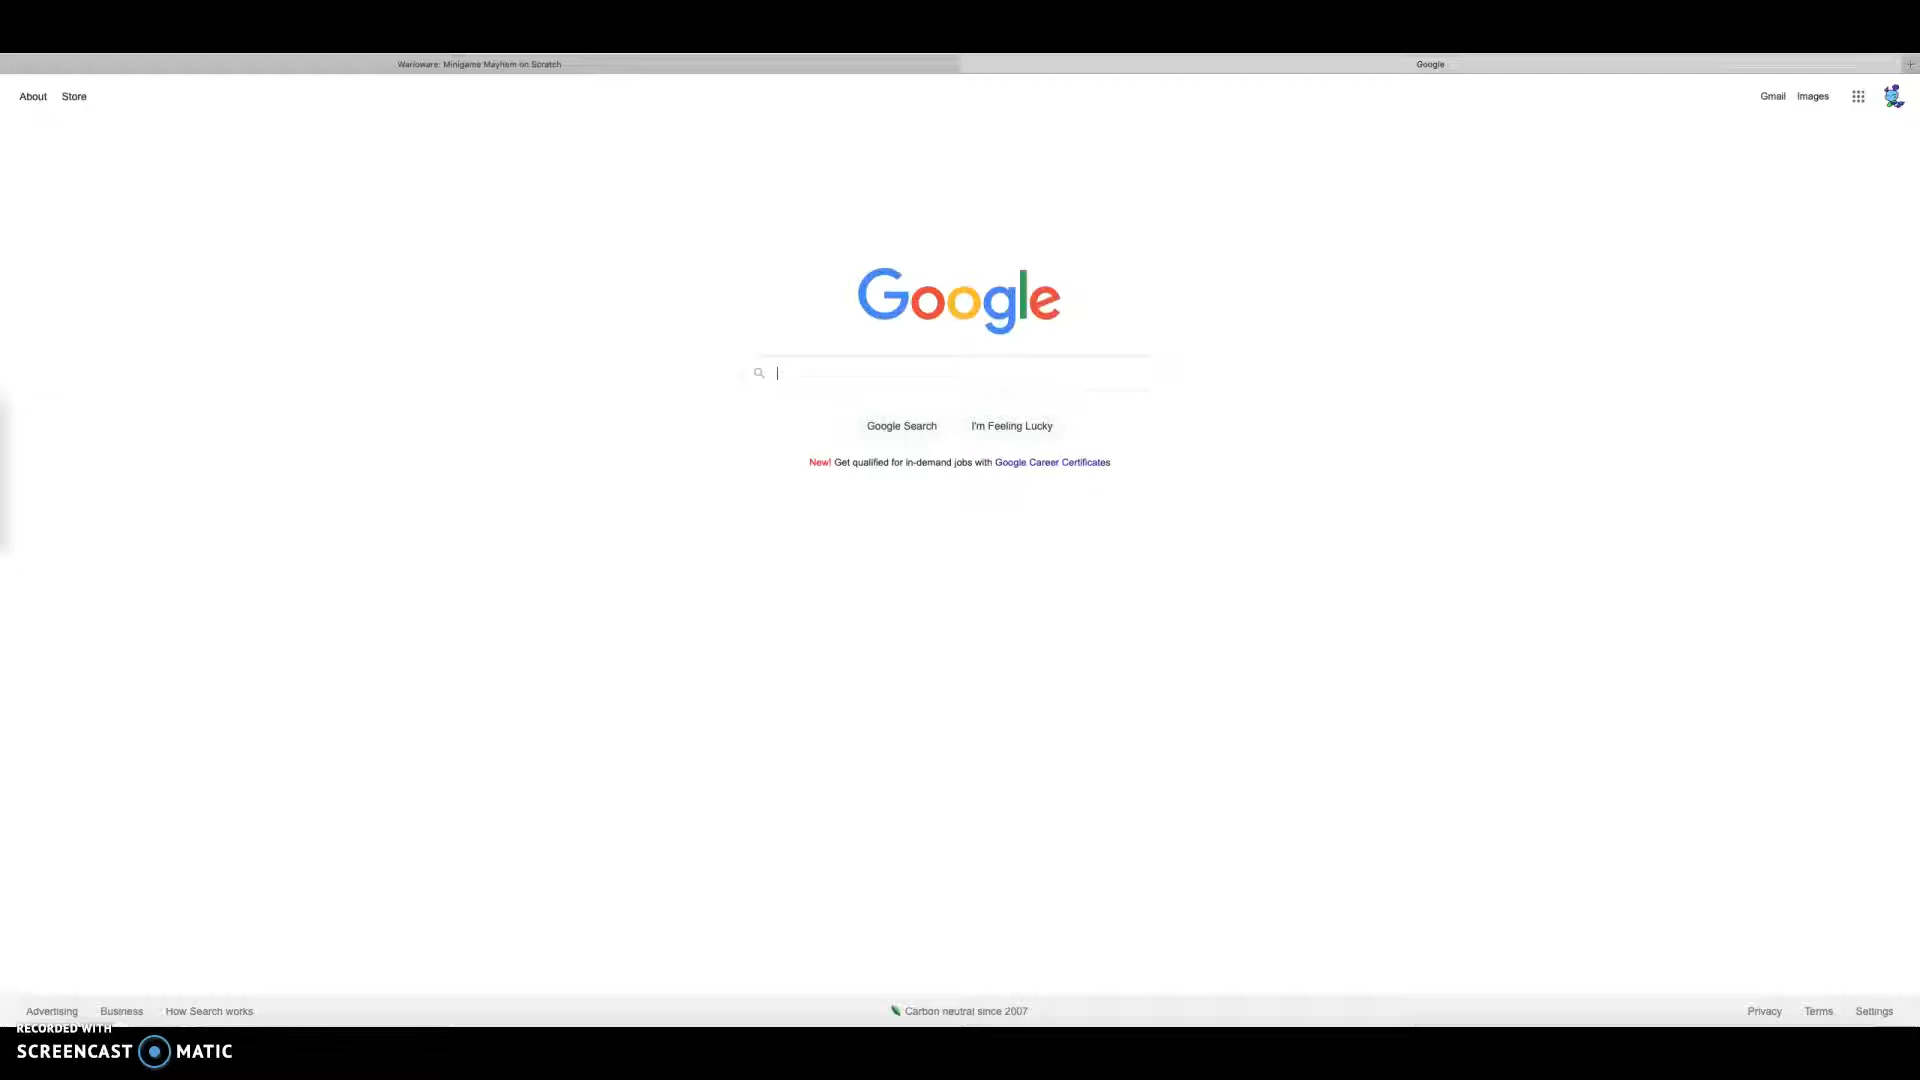 Warioware: Minigame Mayhem on Scratch
Google
About Store
Gmail Images
Google
Google Search I'm Feeling Lucky
New! Get qualified for in-demand jobs with Google Career Certificates
Advertising Business How Search works
Carbon neutral since 2007
Privacy Terms Settings
RECORDED WITH
SCREENCAST MATIC